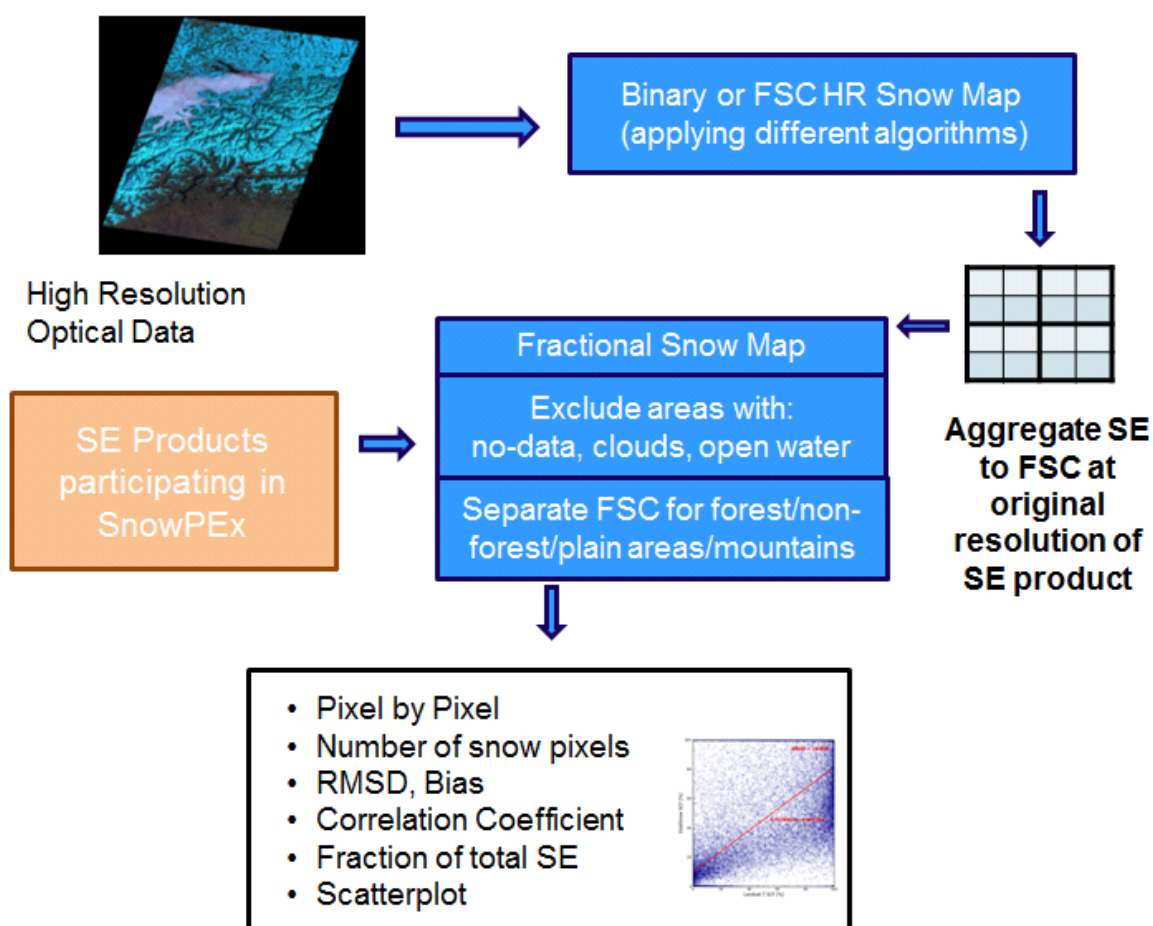 Binary or FSC HR Snow Map
(applying different algorithms)
High Resolution
Optical Data
Fractional Snow Map
Exclude areas with:
no-data, clouds, open water
Separate FSC for forest/non-
forest/plain areas/mountains
SE Products
participating in
SnowPEx
Aggregate SE
to FSC at
original
resolution of
SE product
• Pixel by Pixel
• Number of snow pixels
• RMSD, Bias
• Correlation Coefficient
• Fraction of total SE
• Scatterplot